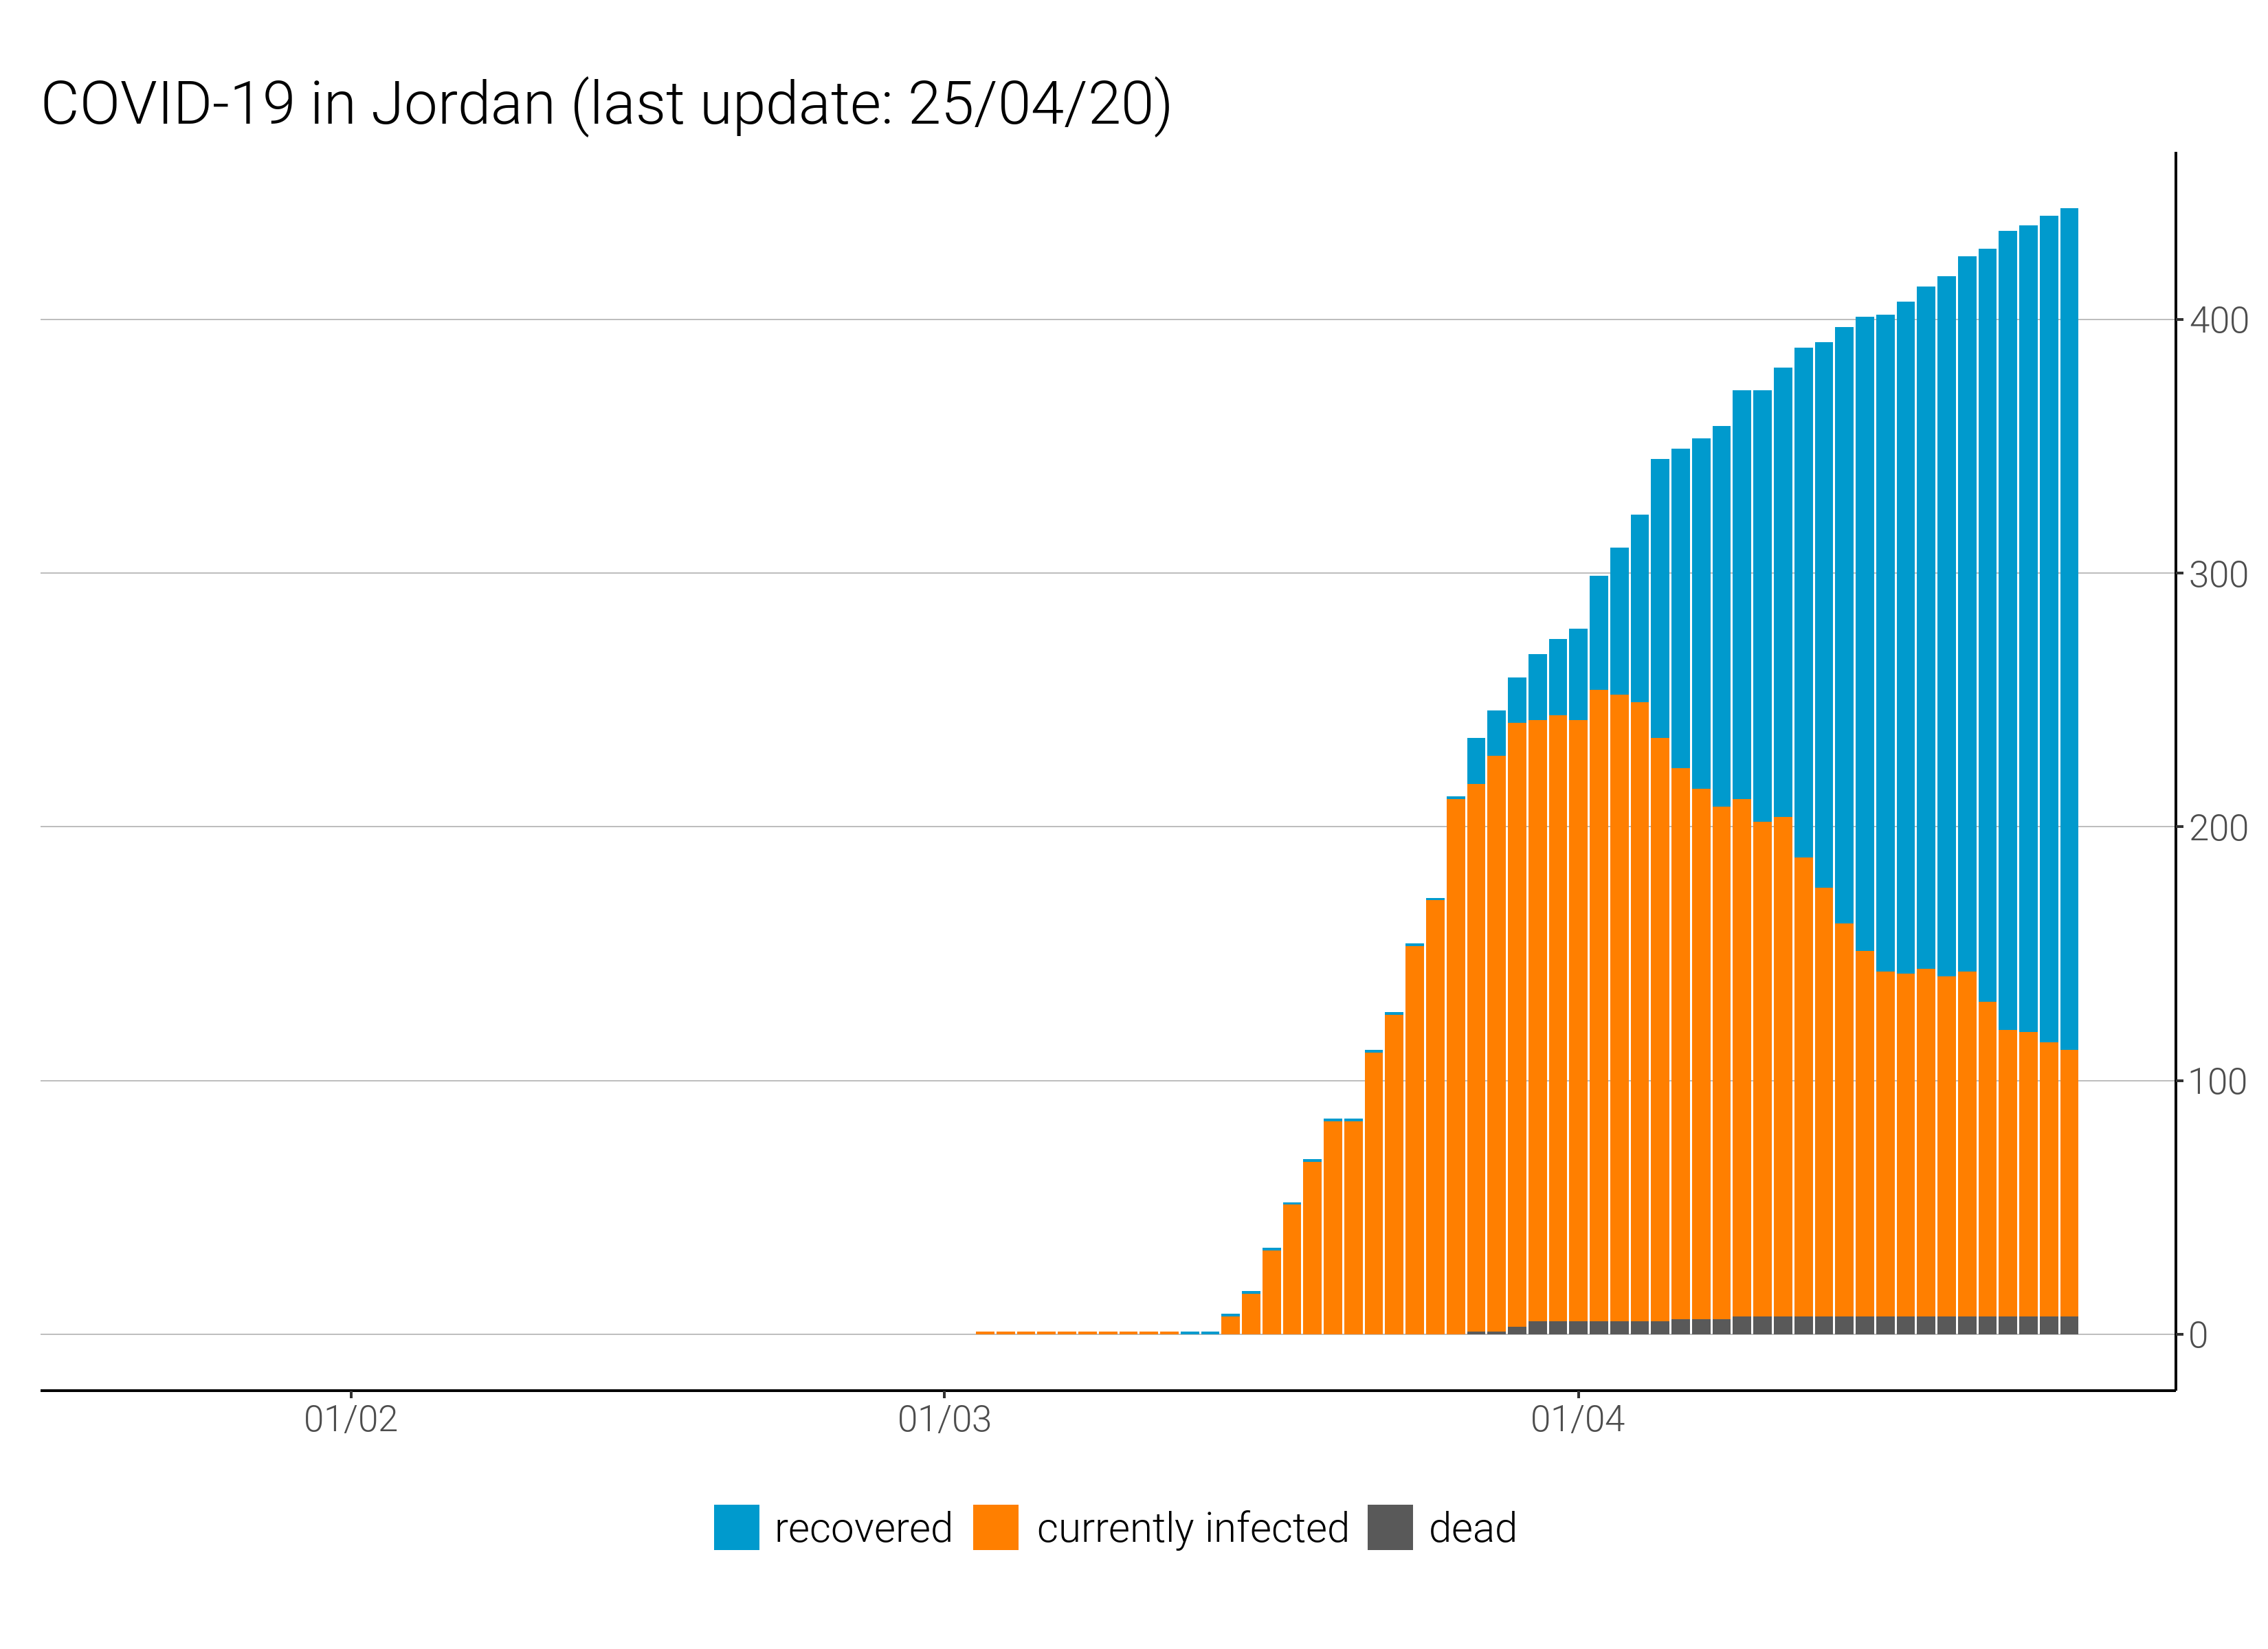 COVID-19 in Jordan (last update: 25/04/20)
400
300
200
100
0
01/02 01/03 01/04
recovered currently infected dead